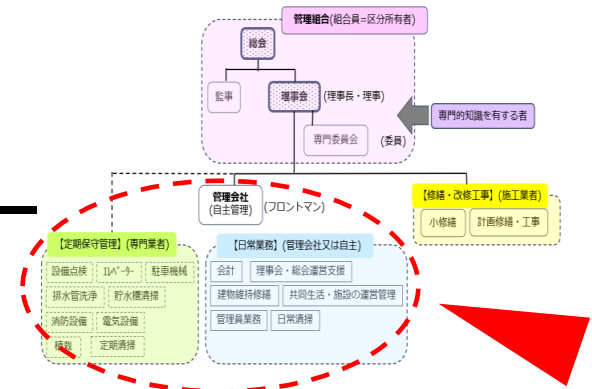 管理組合(組合員=区分所有者)
総会
監事
理事会
(理事長・理事)
専門的知識を有する者
専門委員会
(委員)
管理会社
(自主管理)
(フロントマン)
【修繕・改修工事】(施工業者)
小修繕
計画修繕・工事
【定期保守管理】(専門業者)
【日常業務】(管理会社又は自主)
設備点検
エレベーター
駐車機械
会計
理事会・総会運営支援
排水管洗浄
貯水槽清掃
建物維持修繕
共同生活・施設の運営管理
消防設備
電気設備
管理員業務
日常清掃
植栽
定期清掃